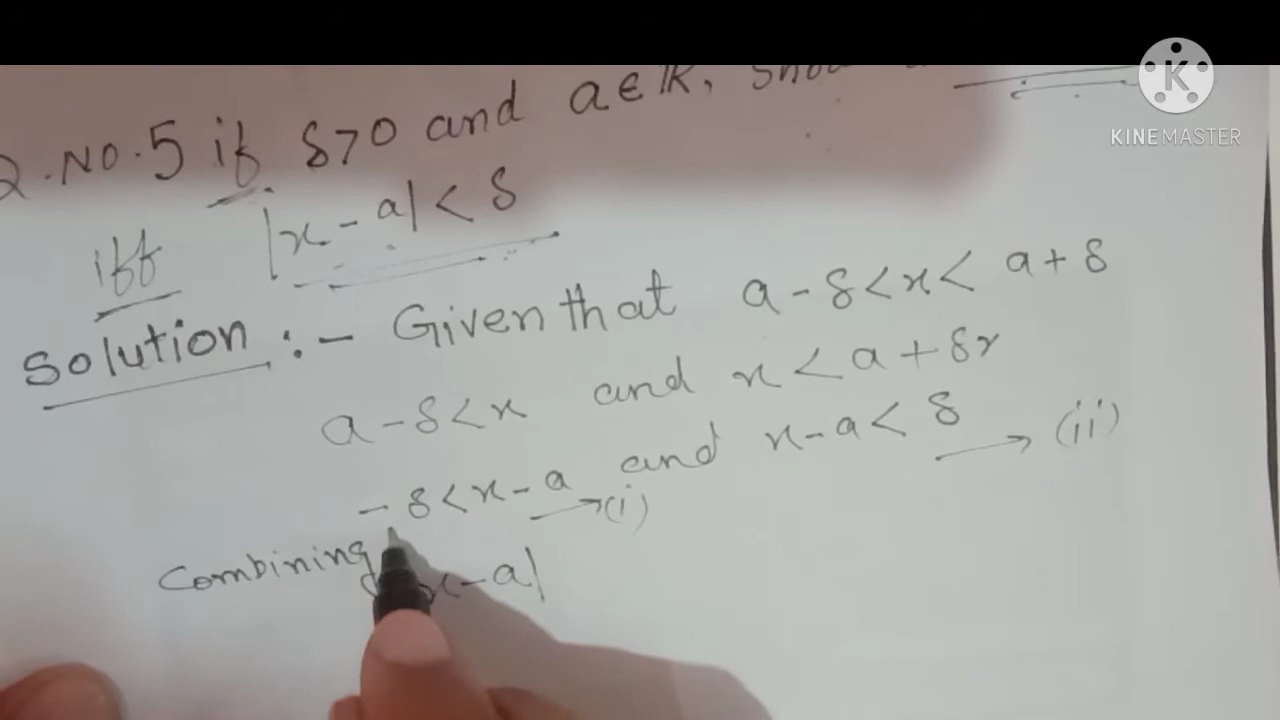 K
KINEMASTER
Q.NO.5 if δ>0 and a∈ℝ,
iff |x-a|<δ
Solution :- Given that a-δ<x<a+δ
a-δ<x and x<a+δ
-δ<x-a →(i) and x-a<δ →(ii)
Combining x-a|